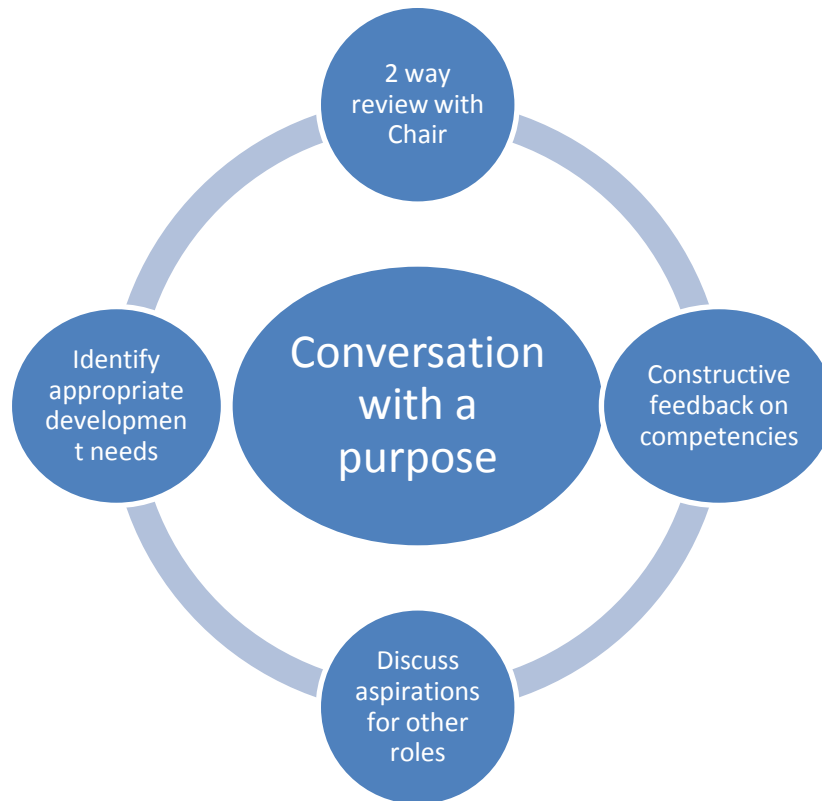 2 way
review with
Chair
Conversation
with a
purpose
Identify
appropriate
developmen
t needs
Constructive
feedback on
competencies
Discuss
aspirations
for other
roles